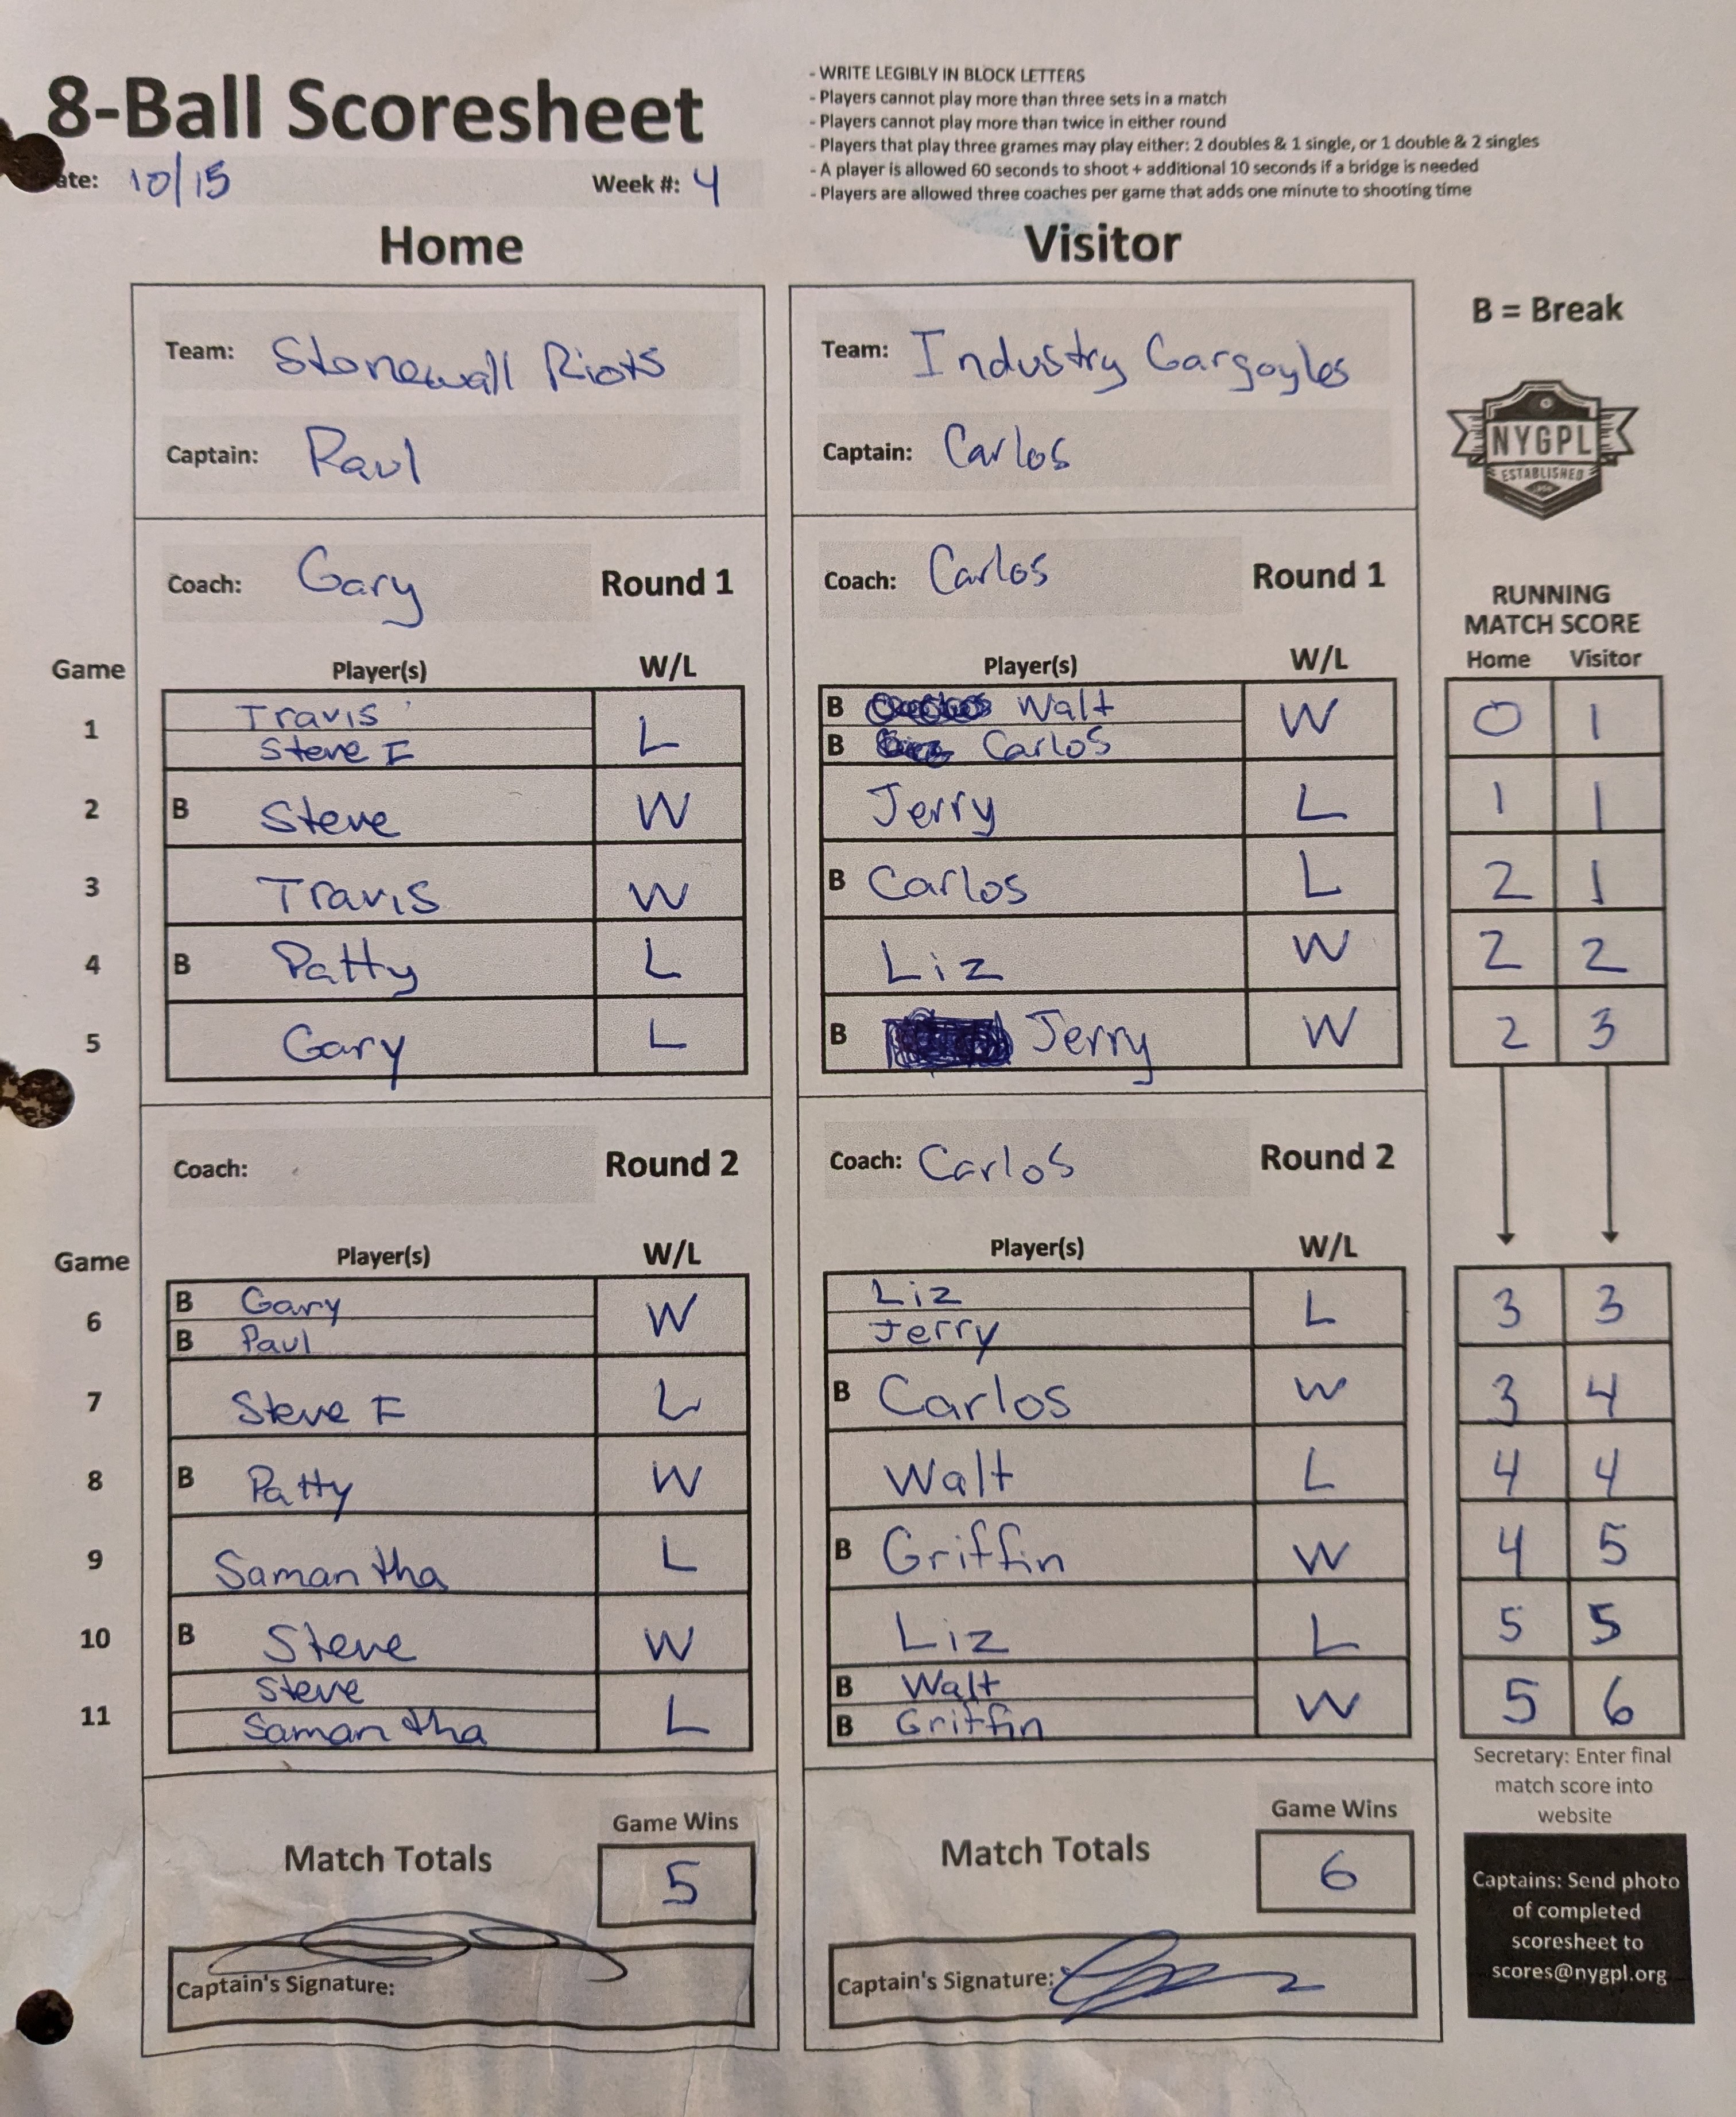 8-Ball Scoresheet
- WRITE LEGIBLY IN BLOCK LETTERS
- Players cannot play more than three sets in a match
- Players cannot play more than twice in either round
- Players that play three grames may play either: 2 doubles & 1 single, or 1 double & 2 singles
- A player is allowed 60 seconds to shoot + additional 10 seconds if a bridge is needed
- Players are allowed three coaches per game that adds one minute to shooting time
ate: 10/15 Week #: 4
Home
Visitor
Team: Stonewall Riots
Captain: Paul
Team: Industry Gargoyles
Captain: Carlos
B = Break
NYGPL
ESTABLISHED
Coach: Gary Round 1
Coach: Carlos Round 1
RUNNING
MATCH SCORE
Game Player(s) W/L Player(s) W/L Home Visitor
1 Travis L B Walt W 0 1
Steve F B Carlos
2 B Steve W Jerry L 1 1
3 Travis W B Carlos L 2 1
4 B Patty L Liz W 2 2
5 Gary L B Jerry W 2 3
Coach: Round 2
Coach: Carlos Round 2
Game Player(s) W/L Player(s) W/L
6 B Gary W Liz L 3 3
B Paul Jerry
7 Steve F L B Carlos W 3 4
8 B Patty W Walt L 4 4
9 Samantha L B Griffin W 4 5
10 B Steve W Liz L 5 5
11 Steve L B Walt W 5 6
Samantha B Griffin
Match Totals Game Wins 5
Match Totals Game Wins 6
Captain's Signature:
Captain's Signature:
Secretary: Enter final
match score into
website
Captains: Send photo
of completed
scoresheet to
scores@nygpl.org